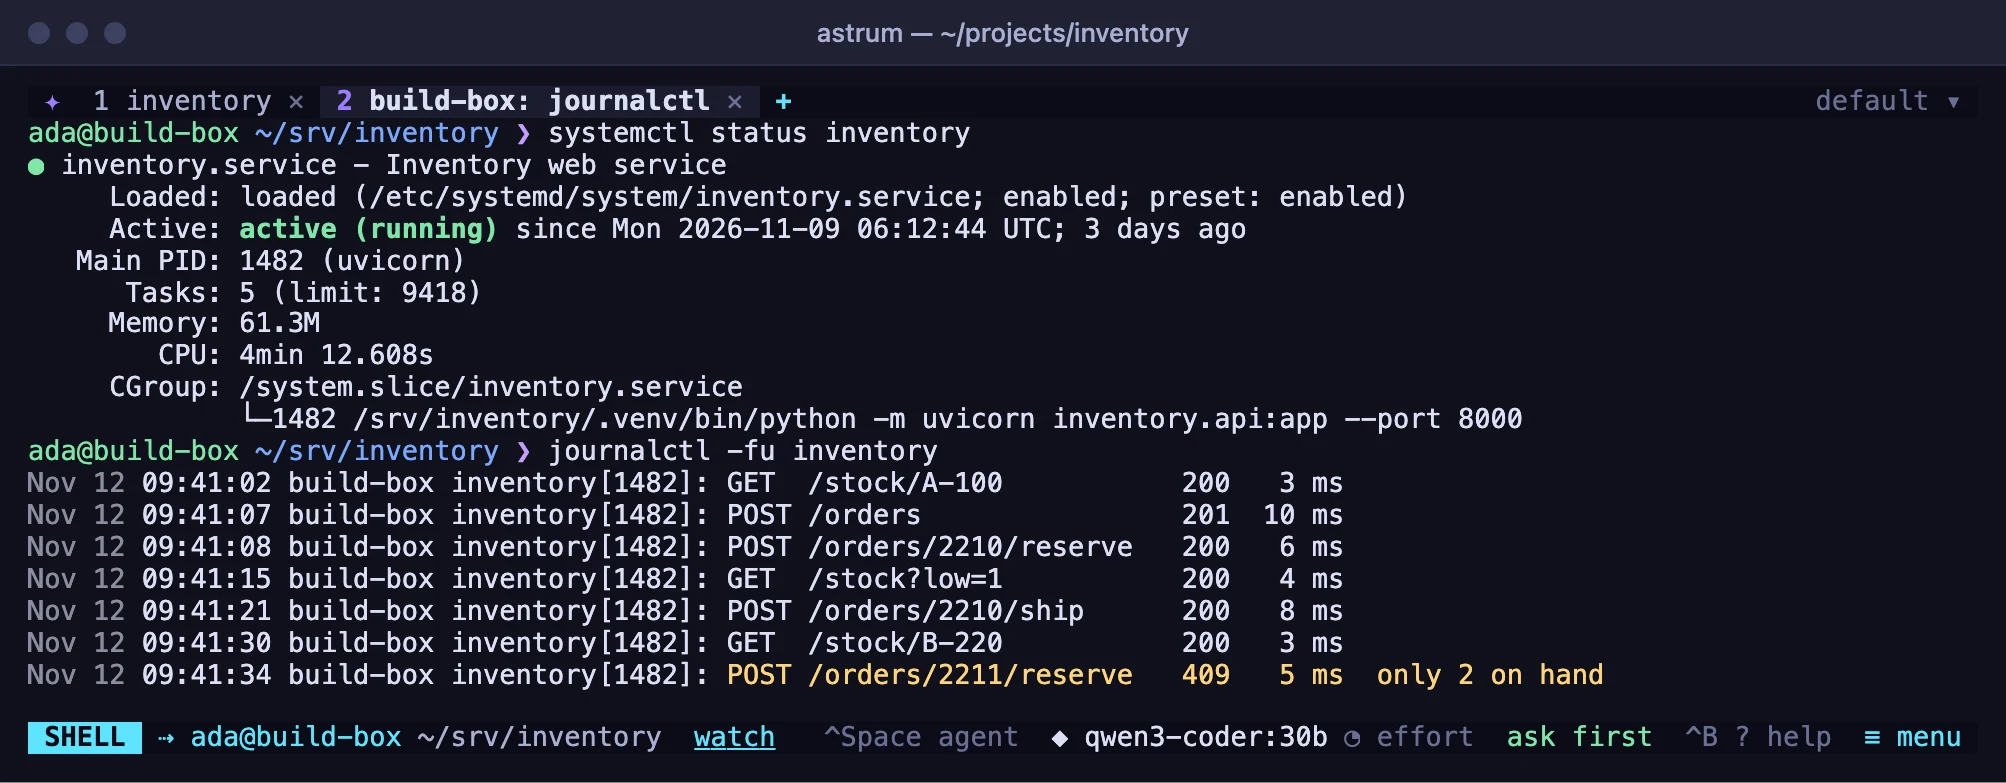 astrum — ~/projects/inventory
✦ 1 inventory × 2 build-box: journalctl × + default ▾
ada@build-box ~/srv/inventory ❯ systemctl status inventory
● inventory.service – Inventory web service
Loaded: loaded (/etc/systemd/system/inventory.service; enabled; preset: enabled)
Active: active (running) since Mon 2026-11-09 06:12:44 UTC; 3 days ago
Main PID: 1482 (uvicorn)
Tasks: 5 (limit: 9418)
Memory: 61.3M
CPU: 4min 12.608s
CGroup: /system.slice/inventory.service
└─1482 /srv/inventory/.venv/bin/python -m uvicorn inventory.api:app --port 8000
ada@build-box ~/srv/inventory ❯ journalctl -fu inventory
Nov 12 09:41:02 build-box inventory[1482]: GET /stock/A-100 200 3 ms
Nov 12 09:41:07 build-box inventory[1482]: POST /orders 201 10 ms
Nov 12 09:41:08 build-box inventory[1482]: POST /orders/2210/reserve 200 6 ms
Nov 12 09:41:15 build-box inventory[1482]: GET /stock?low=1 200 4 ms
Nov 12 09:41:21 build-box inventory[1482]: POST /orders/2210/ship 200 8 ms
Nov 12 09:41:30 build-box inventory[1482]: GET /stock/B-220 200 3 ms
Nov 12 09:41:34 build-box inventory[1482]: POST /orders/2211/reserve 409 5 ms only 2 on hand
SHELL ⇢ ada@build-box ~/srv/inventory watch ^Space agent ◆ qwen3-coder:30b ◔ effort ask first ^B ? help ≡ menu